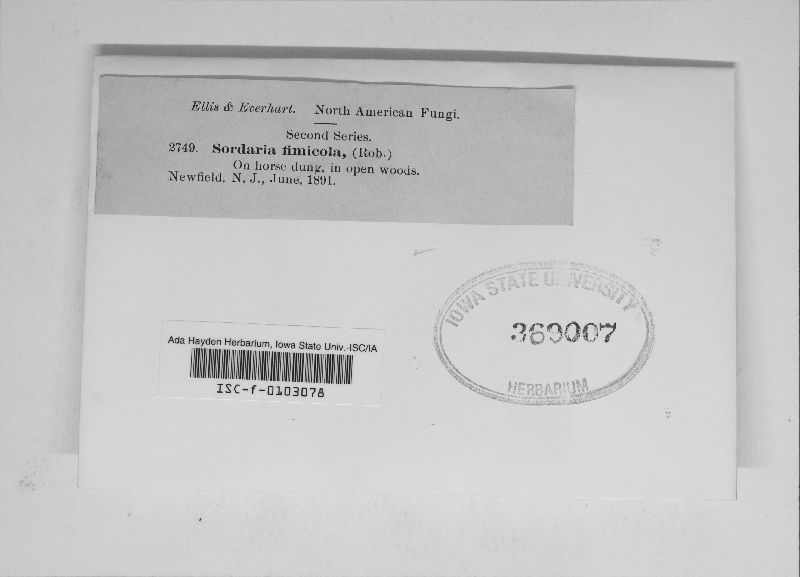 Ellis & Everhart. North American Fungi.
Second Series.
2749. Sordaria fimicola, (Rob.)
On horse dung, in open woods.
Newfield, N. J., June, 1891.
IOWA STATE UNIVERSITY
369007
HERBARIUM
Ada Hayden Herbarium, Iowa State Univ.-ISC/IA
ISC-f-0103078